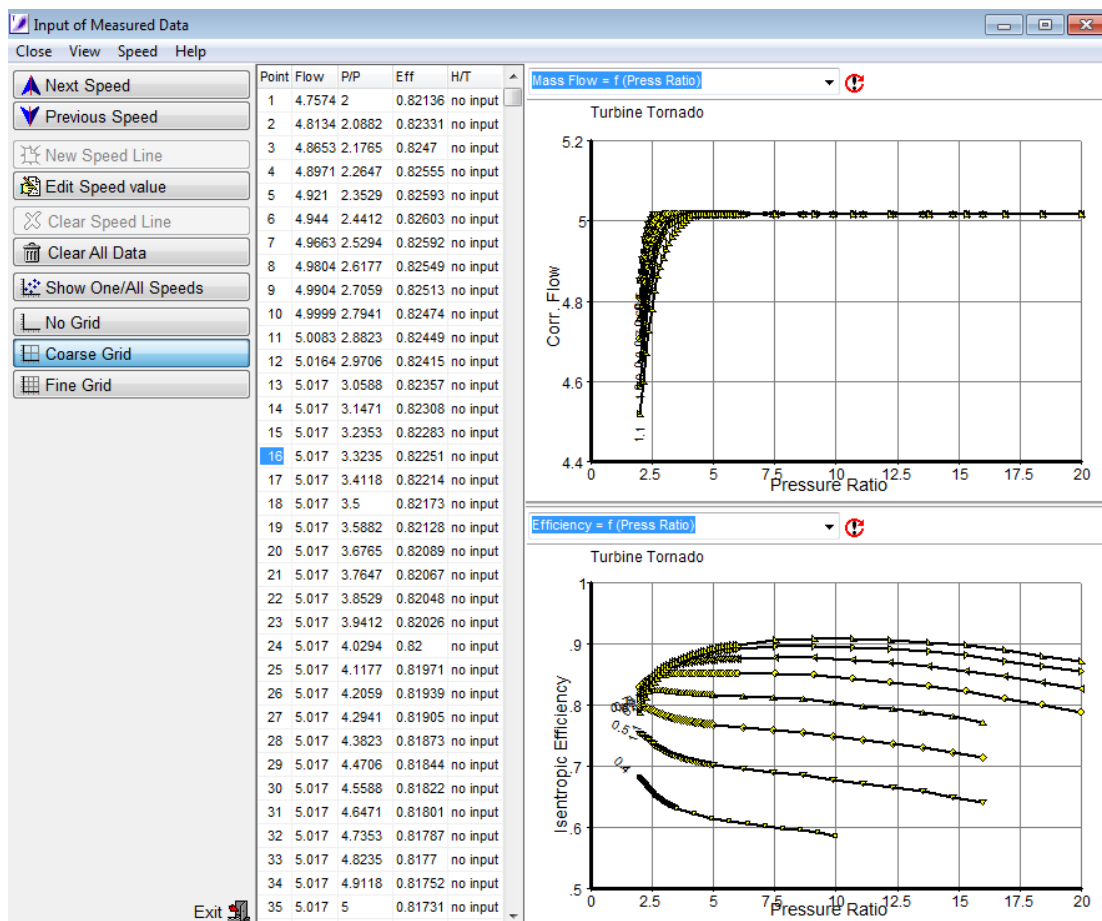 Input of Measured Data
Close View Speed Help
Next Speed
Previous Speed
New Speed Line
Edit Speed value
Clear Speed Line
Clear All Data
Show One/All Speeds
No Grid
Coarse Grid
Fine Grid
Exit
Point Flow P/P Eff H/T
1 4.7574 2 0.82136 no input
2 4.8134 2.0882 0.82331 no input
3 4.8653 2.1765 0.8247 no input
4 4.8971 2.2647 0.82555 no input
5 4.921 2.3529 0.82593 no input
6 4.944 2.4412 0.82603 no input
7 4.9663 2.5294 0.82592 no input
8 4.9804 2.6177 0.82549 no input
9 4.9904 2.7059 0.82513 no input
10 4.9999 2.7941 0.82474 no input
11 5.0083 2.8823 0.82449 no input
12 5.0164 2.9706 0.82415 no input
13 5.017 3.0588 0.82357 no input
14 5.017 3.1471 0.82308 no input
15 5.017 3.2353 0.82283 no input
16 5.017 3.3235 0.82251 no input
17 5.017 3.4118 0.82214 no input
18 5.017 3.5 0.82173 no input
19 5.017 3.5882 0.82128 no input
20 5.017 3.6765 0.82089 no input
21 5.017 3.7647 0.82067 no input
22 5.017 3.8529 0.82048 no input
23 5.017 3.9412 0.82026 no input
24 5.017 4.0294 0.82 no input
25 5.017 4.1177 0.81971 no input
26 5.017 4.2059 0.81939 no input
27 5.017 4.2941 0.81905 no input
28 5.017 4.3823 0.81873 no input
29 5.017 4.4706 0.81844 no input
30 5.017 4.5588 0.81822 no input
31 5.017 4.6471 0.81801 no input
32 5.017 4.7353 0.81787 no input
33 5.017 4.8235 0.8177 no input
34 5.017 4.9118 0.81752 no input
35 5.017 5 0.81731 no input
Mass Flow = f (Press Ratio)
Turbine Tornado
5.2
5
4.8
4.6
4.4
Corr. Flow
1.1
0 2.5 5 7.5 10 12.5 15 17.5 20
Pressure Ratio
Efficiency = f (Press Ratio)
Turbine Tornado
1
.9
.8
.7
.6
.5
Isentropic Efficiency
0.5
0.4
0 2.5 5 7.5 10 12.5 15 17.5 20
Pressure Ratio